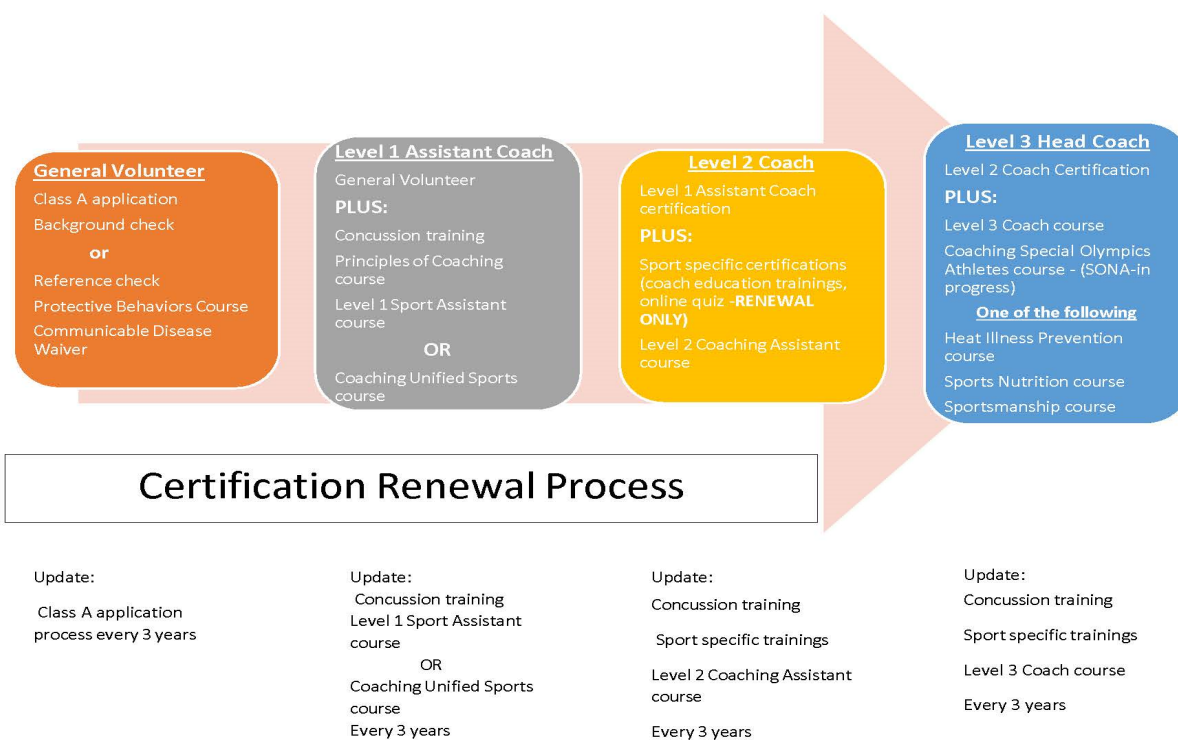 General Volunteer
Class A application
Background check
or
Reference check
Protective Behaviors Course
Communicable Disease
Waiver
Level 1 Assistant Coach
General Volunteer
PLUS:
Concussion training
Principles of Coaching
course
Level 1 Sport Assistant
course
OR
Coaching Unified Sports
course
Level 2 Coach
Level 1 Assistant Coach
certification
PLUS:
Sport specific certifications
(coach education trainings,
online quiz -RENEWAL
ONLY)
Level 2 Coaching Assistant
course
Level 3 Head Coach
Level 2 Coach Certification
PLUS:
Level 3 Coach course
Coaching Special Olympics
Athletes course - (SONA-in
progress)
One of the following
Heat Illness Prevention
course
Sports Nutrition course
Sportsmanship course
Certification Renewal Process
Update:
Class A application
process every 3 years
Update:
Concussion training
Level 1 Sport Assistant
course
OR
Coaching Unified Sports
course
Every 3 years
Update:
Concussion training
Sport specific trainings
Level 2 Coaching Assistant
course
Every 3 years
Update:
Concussion training
Sport specific trainings
Level 3 Coach course
Every 3 years